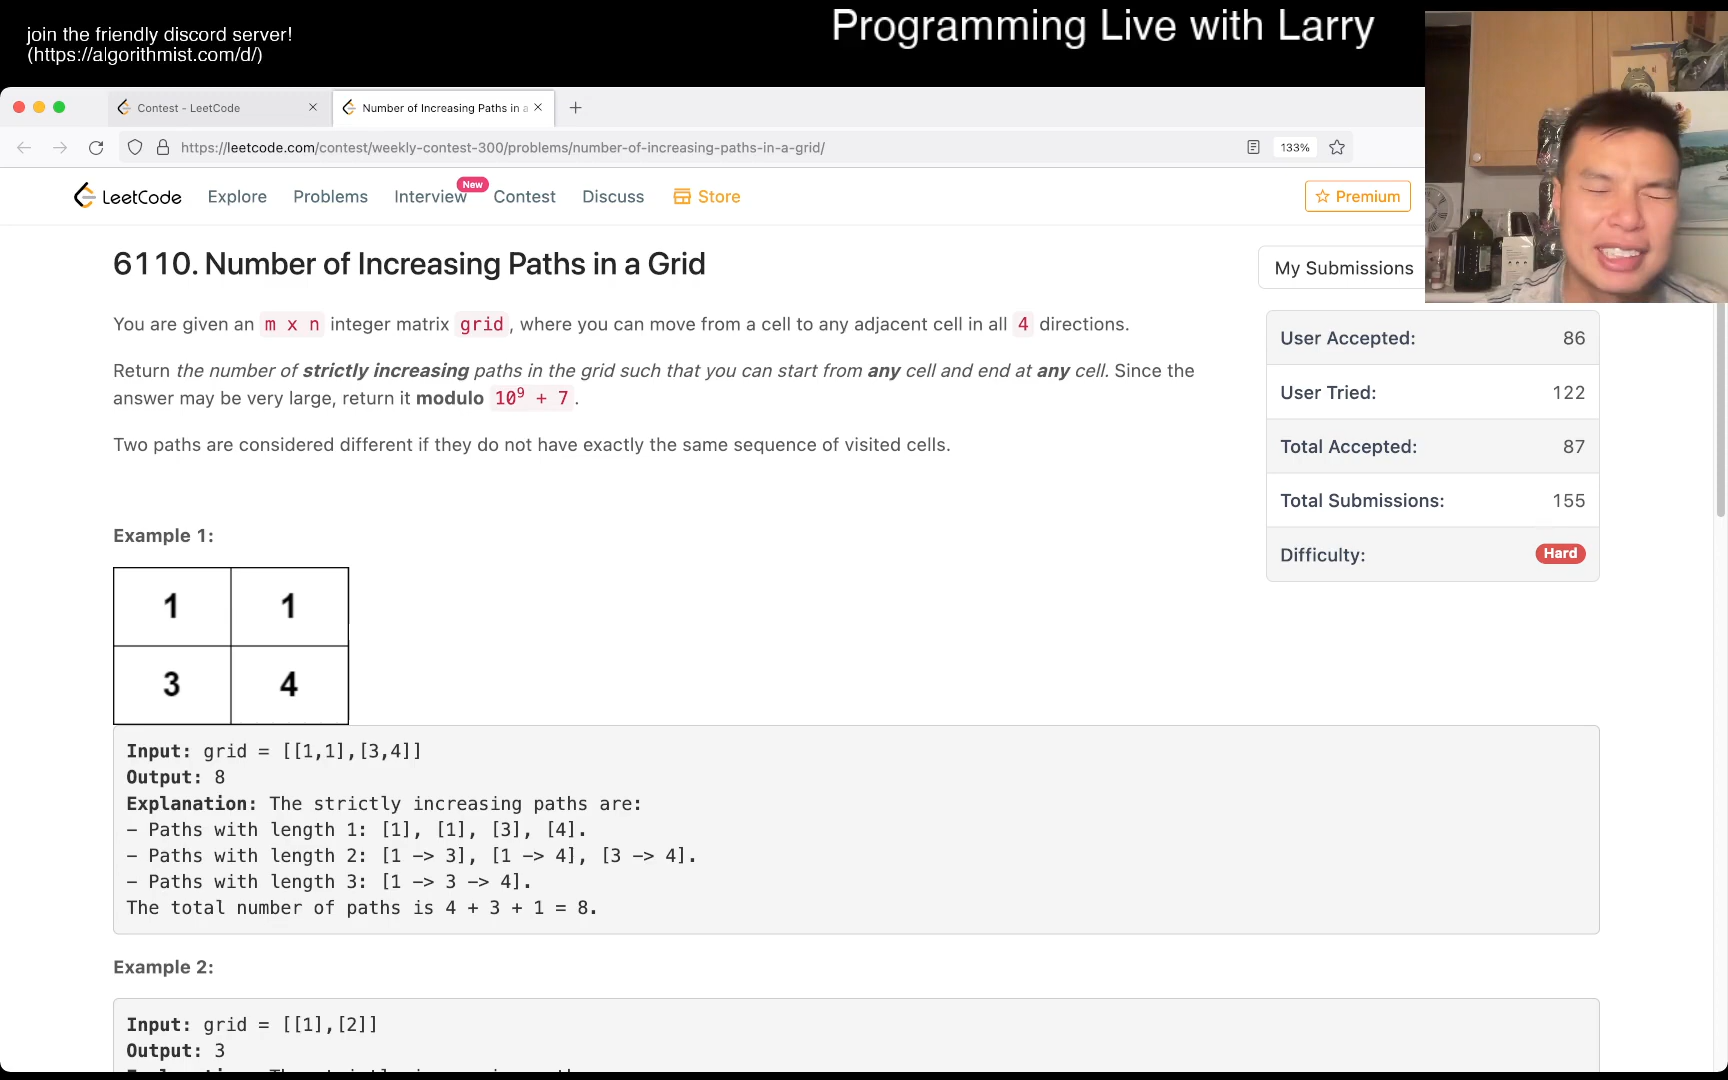 join the friendly discord server!
(https://algorithmist.com/d/)
Programming Live with Larry
Contest - LeetCode
Number of Increasing Paths in a
https://leetcode.com/contest/weekly-contest-300/problems/number-of-increasing-paths-in-a-grid/
133%
LeetCode
Explore
Problems
Interview
New
Contest
Discuss
Store
Premium
6110. Number of Increasing Paths in a Grid
My Submissions
You are given an m x n integer matrix grid, where you can move from a cell to any adjacent cell in all 4 directions.
Return the number of strictly increasing paths in the grid such that you can start from any cell and end at any cell. Since the
answer may be very large, return it modulo 10⁹ + 7.
Two paths are considered different if they do not have exactly the same sequence of visited cells.
User Accepted: 86
User Tried: 122
Total Accepted: 87
Total Submissions: 155
Difficulty: Hard
Example 1:
1 1
3 4
Input: grid = [[1,1],[3,4]]
Output: 8
Explanation: The strictly increasing paths are:
- Paths with length 1: [1], [1], [3], [4].
- Paths with length 2: [1 -> 3], [1 -> 4], [3 -> 4].
- Paths with length 3: [1 -> 3 -> 4].
The total number of paths is 4 + 3 + 1 = 8.
Example 2:
Input: grid = [[1],[2]]
Output: 3